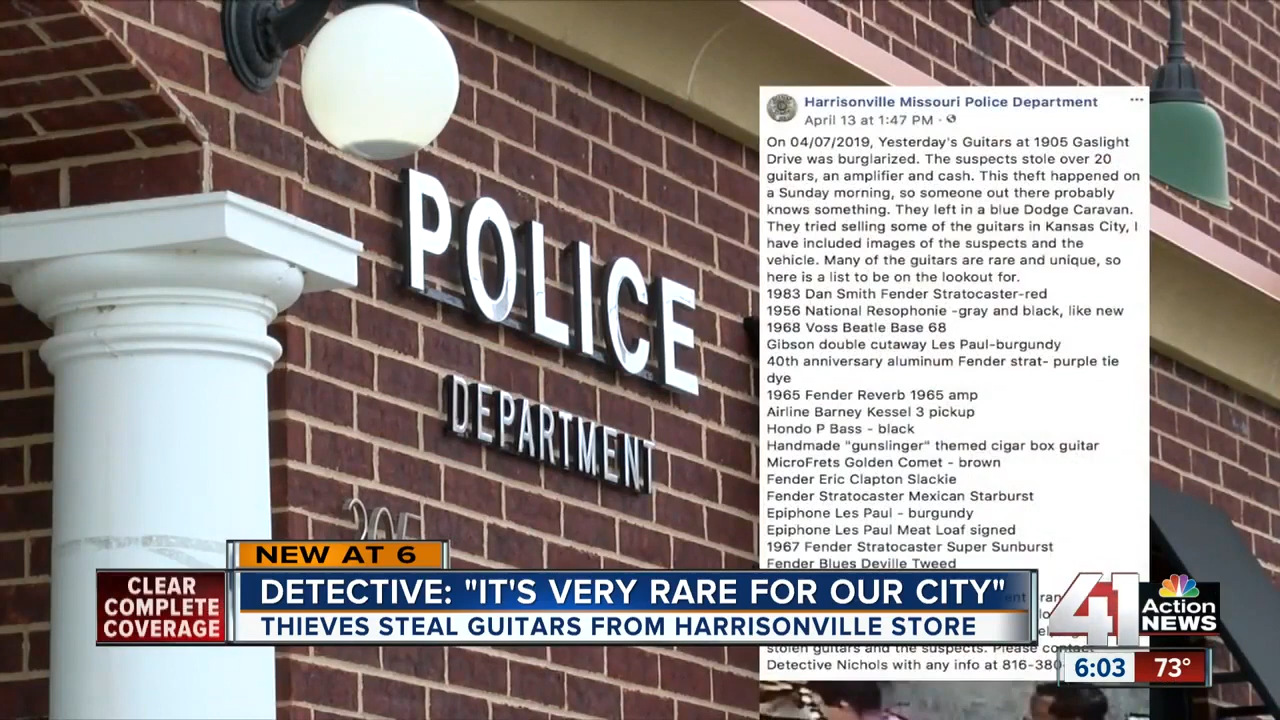 POLICE
DEPARTMENT
205
Harrisonville Missouri Police Department
April 13 at 1:47 PM ·
On 04/07/2019, Yesterday's Guitars at 1905 Gaslight
Drive was burglarized. The suspects stole over 20
guitars, an amplifier and cash. This theft happened on
a Sunday morning, so someone out there probably
knows something. They left in a blue Dodge Caravan.
They tried selling some of the guitars in Kansas City, I
have included images of the suspects and the
vehicle. Many of the guitars are rare and unique, so
here is a list to be on the lookout for.
1983 Dan Smith Fender Stratocaster-red
1956 National Resophonie -gray and black, like new
1968 Voss Beatle Base 68
Gibson double cutaway Les Paul-burgundy
40th anniversary aluminum Fender strat- purple tie
dye
1965 Fender Reverb 1965 amp
Airline Barney Kessel 3 pickup
Hondo P Bass - black
Handmade "gunslinger" themed cigar box guitar
MicroFrets Golden Comet - brown
Fender Eric Clapton Slackie
Fender Stratocaster Mexican Starburst
Epiphone Les Paul - burgundy
Epiphone Les Paul Meat Loaf signed
1967 Fender Stratocaster Super Sunburst
Fender Blues Deville Tweed
stolen guitars and the suspects. Please contact
Detective Nichols with any info at 816-380
NEW AT 6
CLEAR
COMPLETE
COVERAGE
DETECTIVE: "IT'S VERY RARE FOR OUR CITY"
THIEVES STEAL GUITARS FROM HARRISONVILLE STORE
41
Action
NEWS
6:03 73°